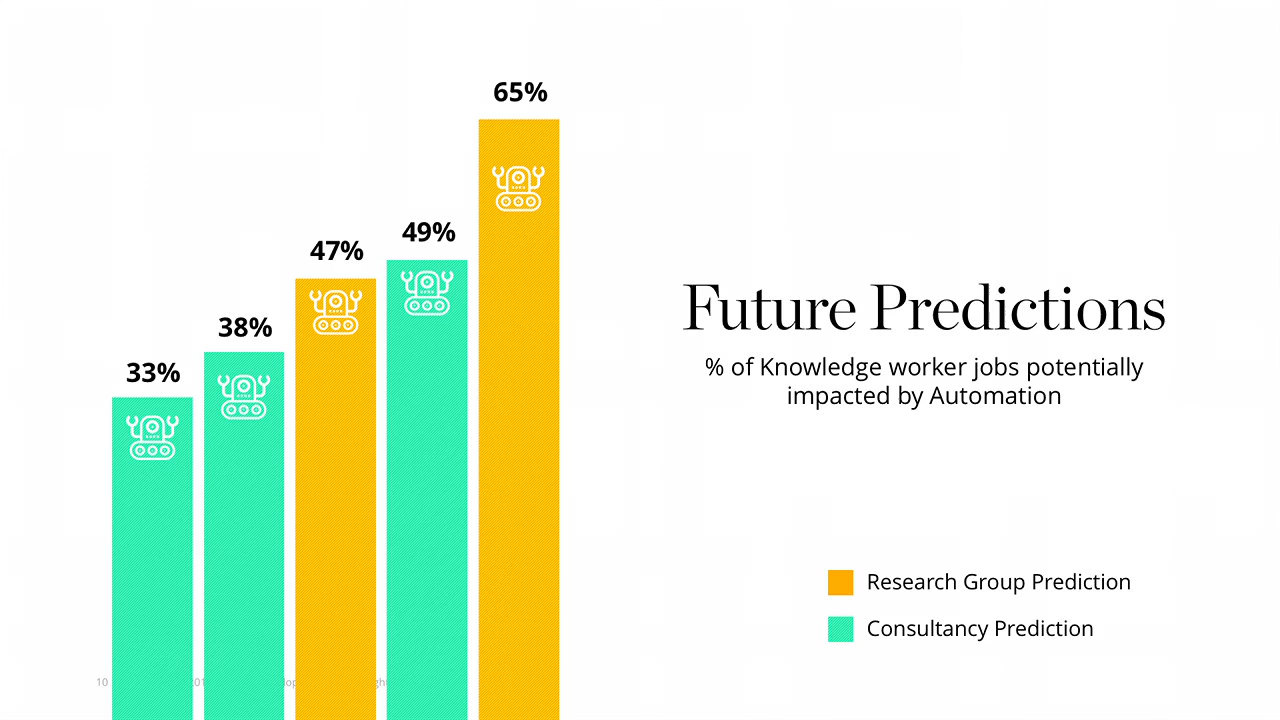 65%
49%
47%
38%
33%
Future Predictions
% of Knowledge worker jobs potentially
impacted by Automation
Research Group Prediction
Consultancy Prediction
10